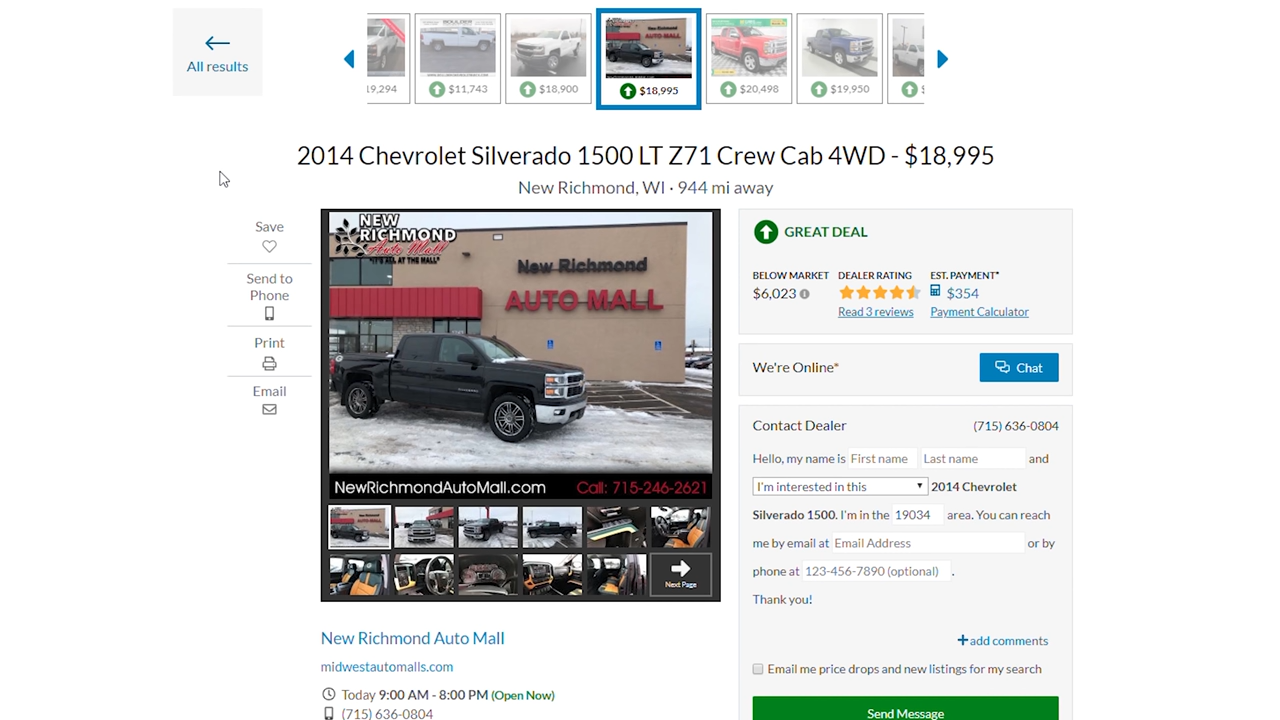 All results
19,294
$11,743
$18,900
$18,995
$20,498
$19,950
$
2014 Chevrolet Silverado 1500 LT Z71 Crew Cab 4WD - $18,995
New Richmond, WI · 944 mi away
Save
Send to
Phone
Print
Email
NEW
RICHMOND
Auto Mall
"IT'S ALL AT THE MALL"
New Richmond
AUTO MALL
NewRichmondAutoMall.com Call: 715-246-2621
Next Page
New Richmond Auto Mall
midwestautomalls.com
Today 9:00 AM - 8:00 PM (Open Now)
(715) 636-0804
GREAT DEAL
BELOW MARKET DEALER RATING EST. PAYMENT*
$6,023 $354
Read 3 reviews Payment Calculator
We're Online* Chat
Contact Dealer (715) 636-0804
Hello, my name is First name Last name and
I'm interested in this 2014 Chevrolet
Silverado 1500. I'm in the 19034 area. You can reach
me by email at Email Address or by
phone at 123-456-7890 (optional) .
Thank you!
+add comments
Email me price drops and new listings for my search
Send Message